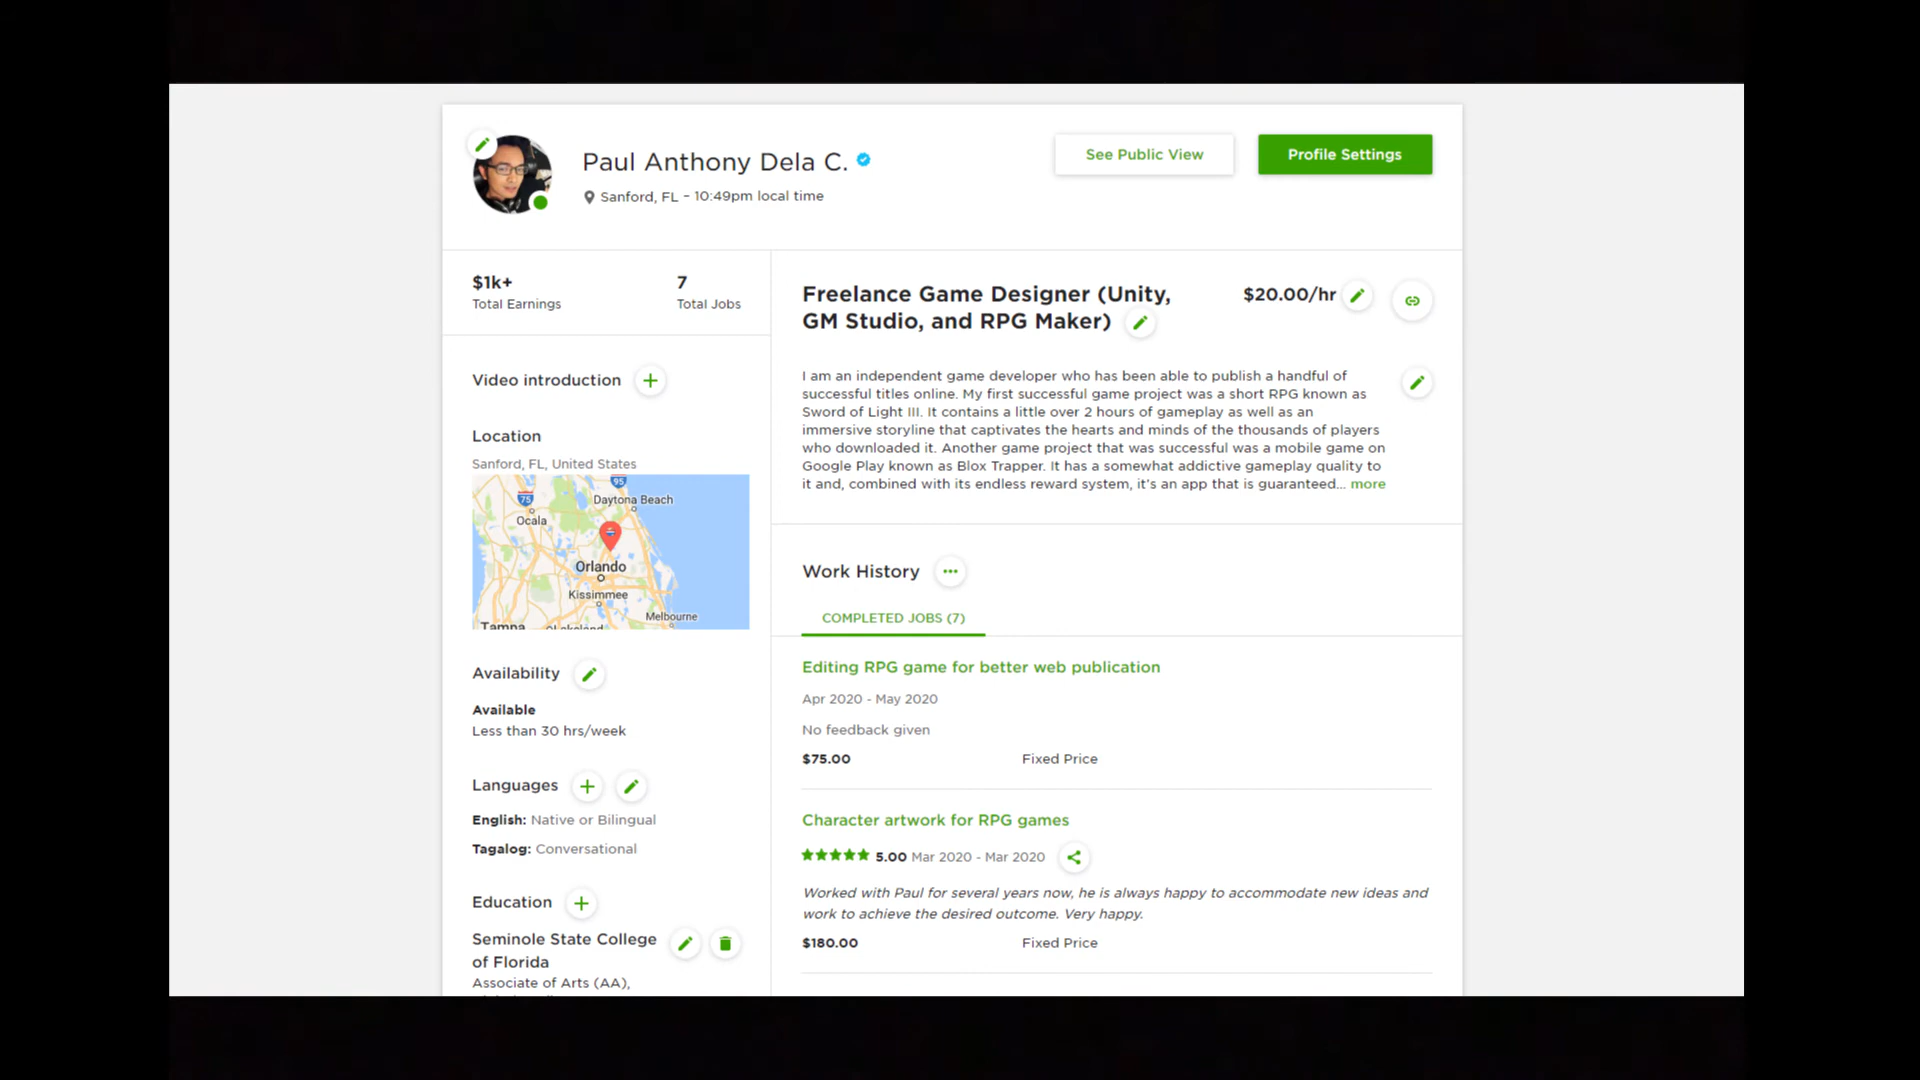 Paul Anthony Dela C.
Sanford, FL – 10:49pm local time
See Public View
Profile Settings
$1k+
Total Earnings
7
Total Jobs
Video introduction
Location
Sanford, FL, United States
95
75
Daytona Beach
Ocala
Orlando
Kissimmee
Melbourne
Tampa
Lakeland
Availability
Available
Less than 30 hrs/week
Languages
English: Native or Bilingual
Tagalog: Conversational
Education
Seminole State College
of Florida
Associate of Arts (AA),
Freelance Game Designer (Unity,
GM Studio, and RPG Maker)
$20.00/hr
I am an independent game developer who has been able to publish a handful of
successful titles online. My first successful game project was a short RPG known as
Sword of Light III. It contains a little over 2 hours of gameplay as well as an
immersive storyline that captivates the hearts and minds of the thousands of players
who downloaded it. Another game project that was successful was a mobile game on
Google Play known as Blox Trapper. It has a somewhat addictive gameplay quality to
it and, combined with its endless reward system, it's an app that is guaranteed... more
Work History
COMPLETED JOBS (7)
Editing RPG game for better web publication
Apr 2020 - May 2020
No feedback given
$75.00
Fixed Price
Character artwork for RPG games
5.00 Mar 2020 - Mar 2020
Worked with Paul for several years now, he is always happy to accommodate new ideas and
work to achieve the desired outcome. Very happy.
$180.00
Fixed Price